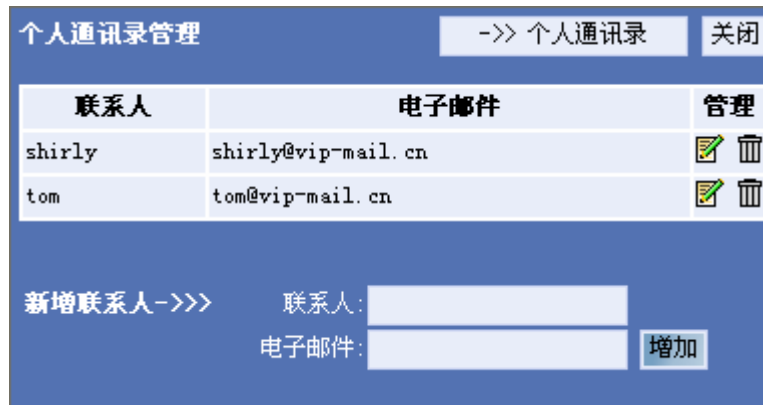 个人通讯录管理 ->> 个人通讯录 关闭
联系人 电子邮件 管理
shirly shirly@vip-mail.cn
tom tom@vip-mail.cn
新增联系人->>> 联系人:
电子邮件: 增加